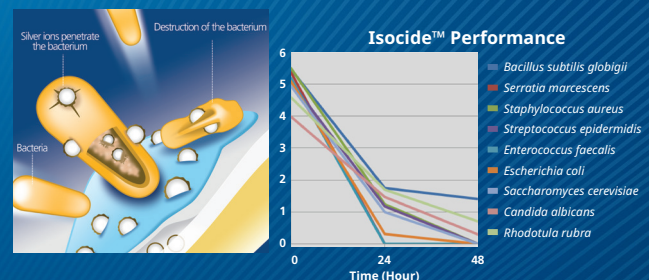 Silver ions penetrate
the bacterium
Destruction of the bacterium
Bacteria
Isocide™ Performance
6
5
4
3
2
1
0
0
24
48
Time (Hour)
Bacillus subtilis globigii
Serratia marcescens
Staphylococcus aureus
Streptococcus epidermidis
Enterococcus faecalis
Escherichia coli
Saccharomyces cerevisiae
Candida albicans
Rhodotula rubra